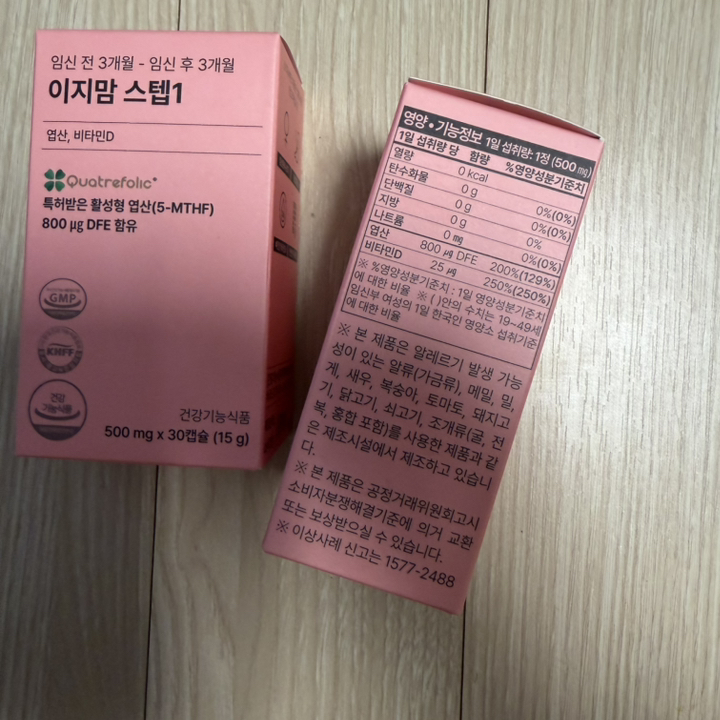 임신 전 3개월 - 임신 후 3개월
이지맘 스텝1
엽산, 비타민D
Quatrefolic
특허받은 활성형 엽산(5-MTHF)
800 μg DFE 함유
GMP
KHFF
건강
기능식품
건강기능식품
500 mg x 30캡슐 (15 g)
영양•기능정보 1일 섭취량: 1정 (500 mg)
1일 섭취량 당 함량 %영양성분기준치
열량 0 kcal
탄수화물 0 g 0%(0%)
단백질 0 g 0%(0%)
지방 0 g 0%
나트륨 0 mg 0%(0%)
엽산 800 μg DFE 200%(129%)
비타민D 25 μg 250%(250%)
※ %영양성분기준치 : 1일 영양성분기준치
에 대한 비율 ※ ( )안의 수치는 19~49세
임신부 여성의 1일 한국인 영양소 섭취기준
에 대한 비율
※ 본 제품은 알레르기 발생 가능
성이 있는 알류(가금류), 메밀, 밀,
게, 새우, 복숭아, 토마토, 돼지고
기, 닭고기, 쇠고기, 조개류(굴, 전
복, 홍합 포함)를 사용한 제품과 같
은 제조시설에서 제조하고 있습니
다.
※ 본 제품은 공정거래위원회고시
소비자분쟁해결기준에 의거 교환
또는 보상받으실 수 있습니다.
※ 이상사례 신고는 1577-2488